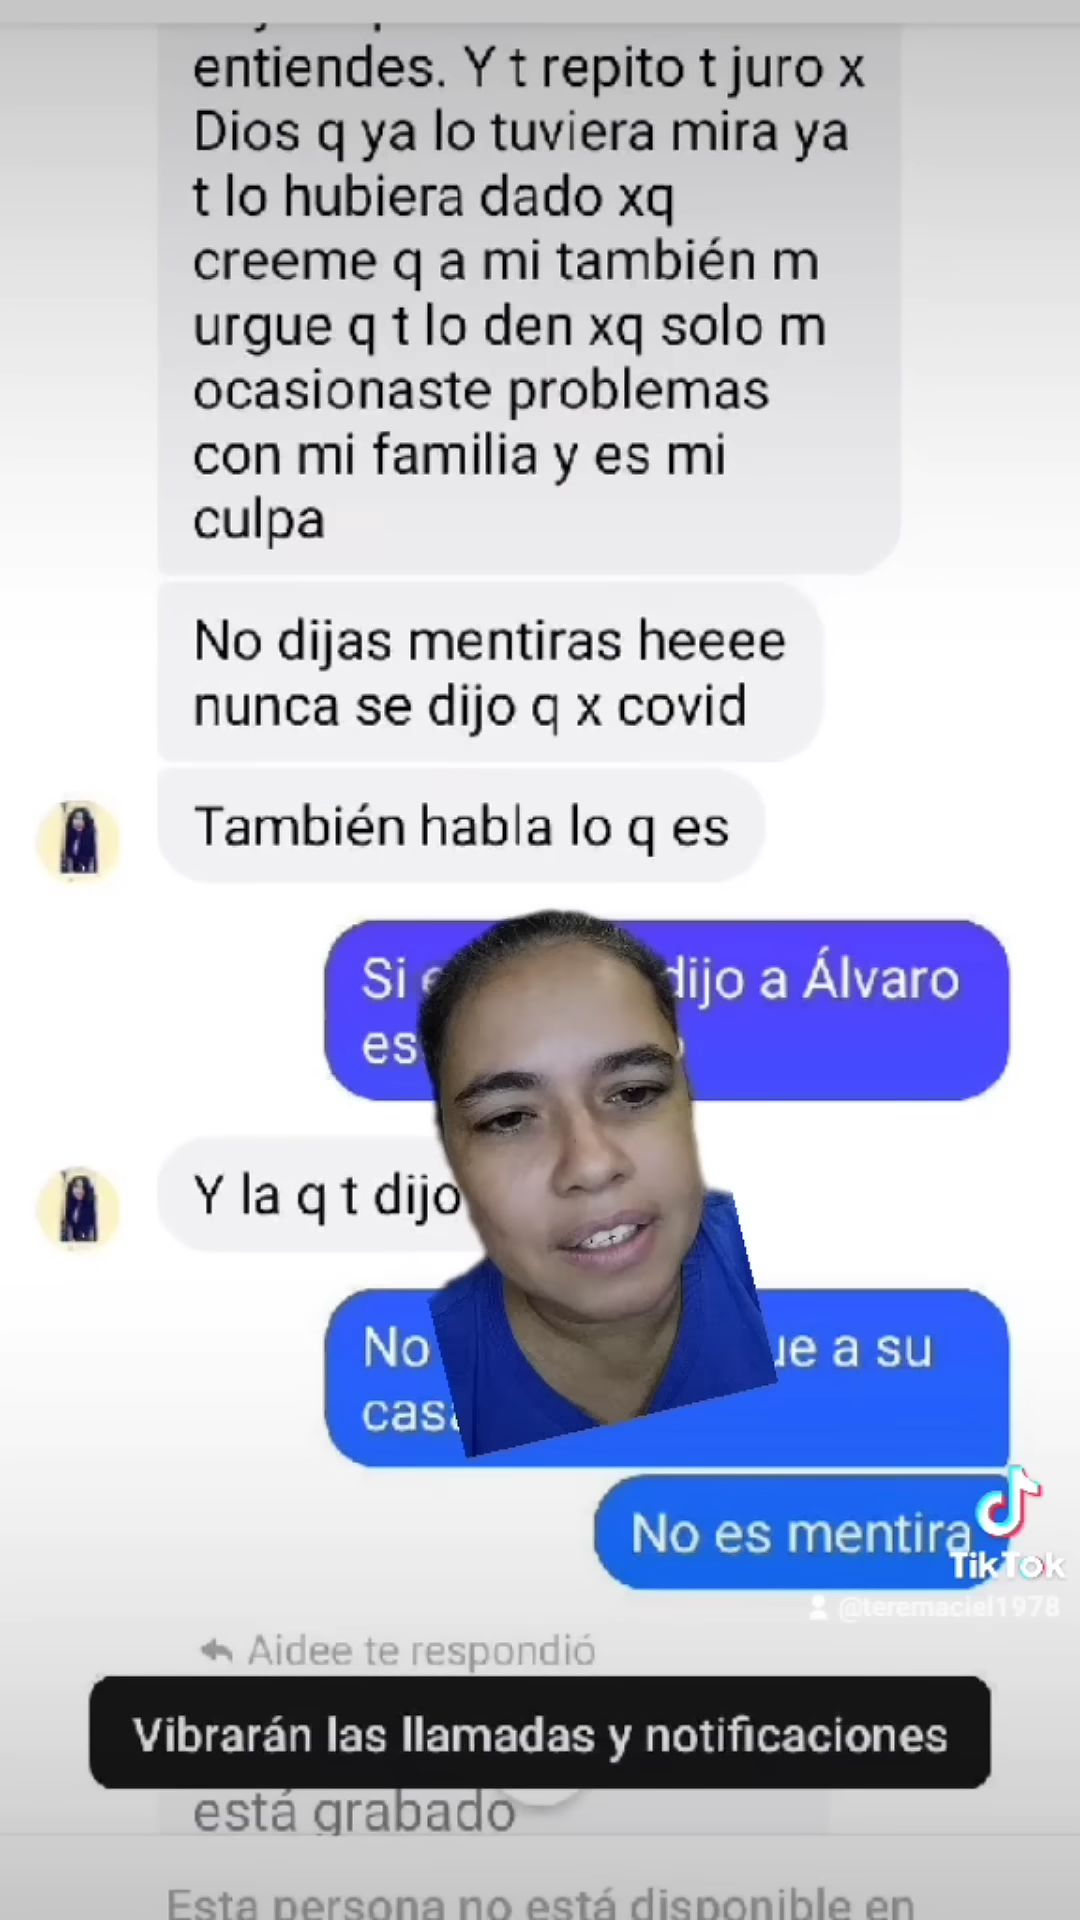 entiendes. Y t repito t juro x
Dios q ya lo tuviera mira ya
t lo hubiera dado xq
creeme q a mi también m
urgue q t lo den xq solo m
ocasionaste problemas
con mi familia y es mi
culpa
No dijas mentiras heeee
nunca se dijo q x covid
También habla lo q es
Si dijo a Álvaro
Y la q t dijo
No a su
No es mentira
TikTok
@teremaciel1978
Aidee te respondió
Vibrarán las llamadas y notificaciones
está grabado
Esta persona no está disponible en